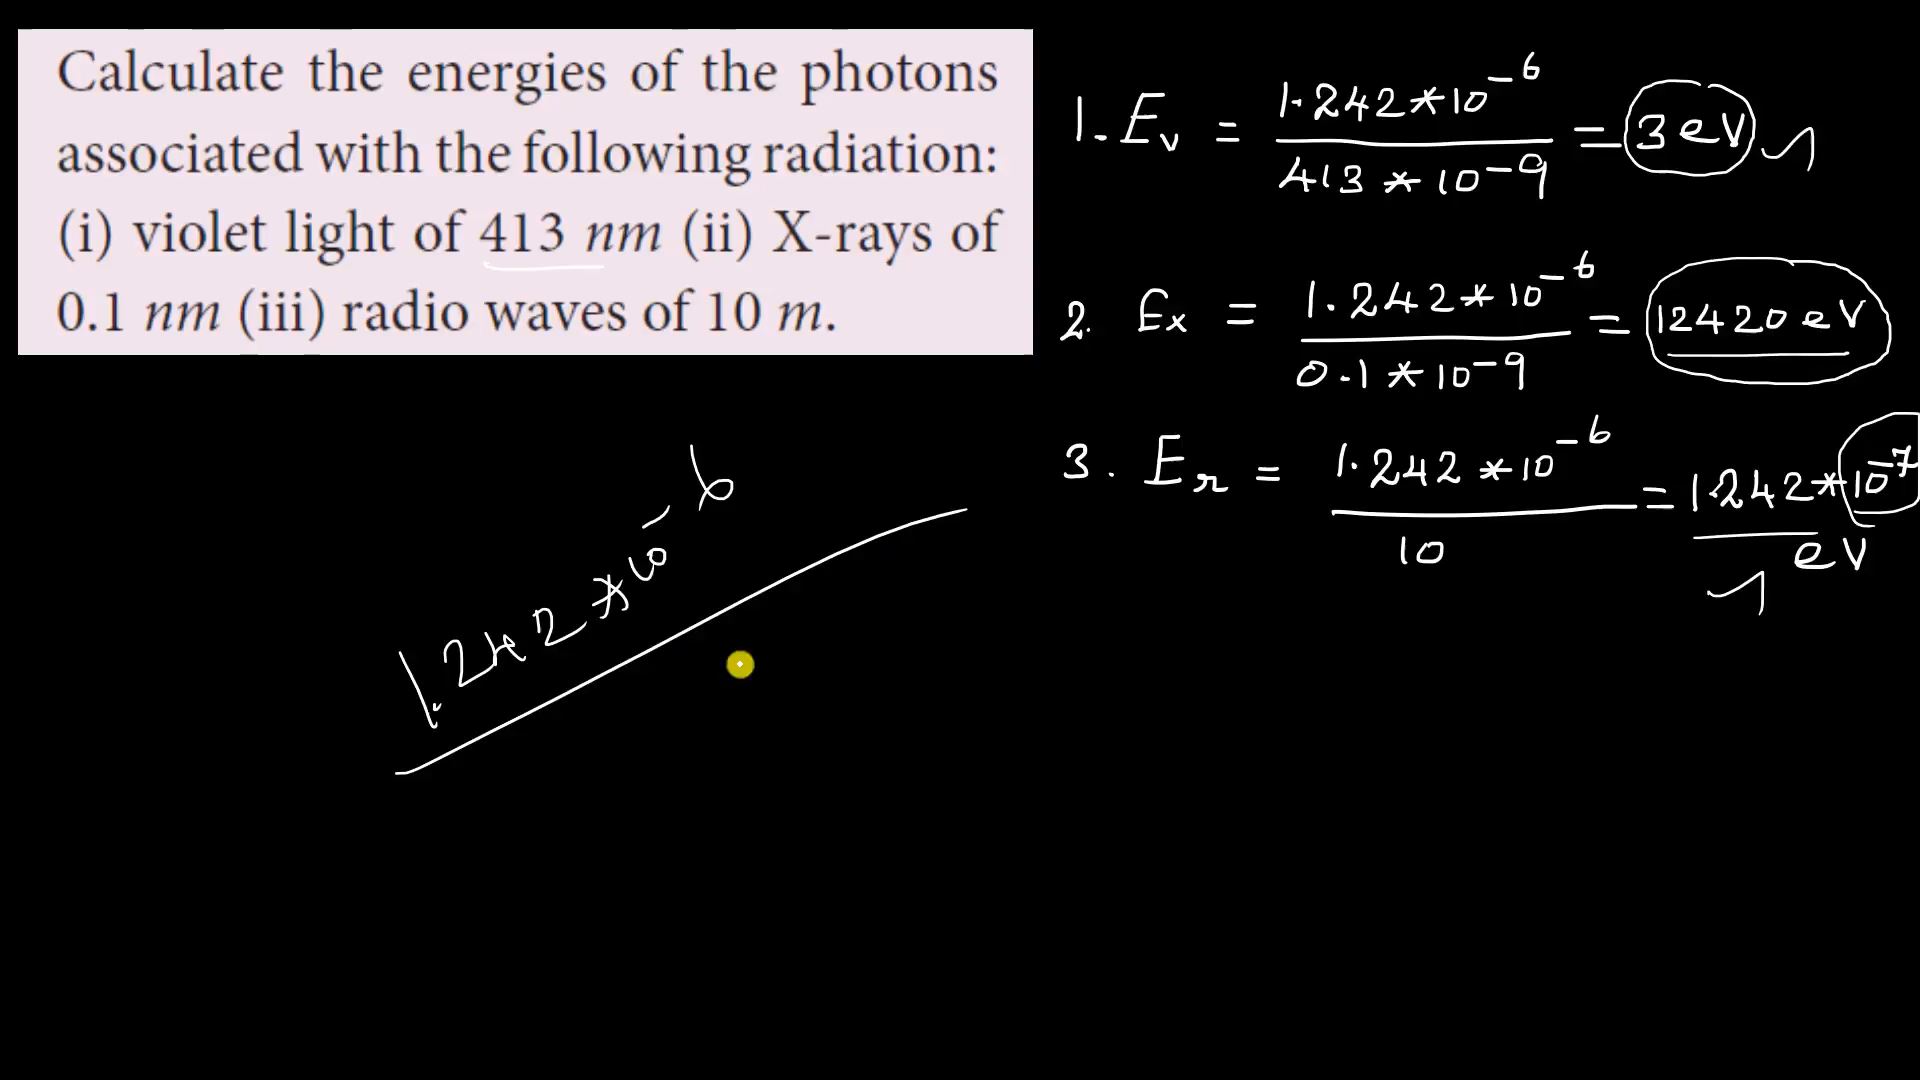 Calculate the energies of the photons
associated with the following radiation:
(i) violet light of 413 nm (ii) X-rays of
0.1 nm (iii) radio waves of 10 m.
1. Ev = 1.242*10^-6 / 413*10^-9 = 3 eV
2. Ex = 1.242*10^-6 / 0.1*10^-9 = 12420 eV
3. Er = 1.242*10^-6 / 10 = 1.242*10^-7 eV
1.242*10^-6